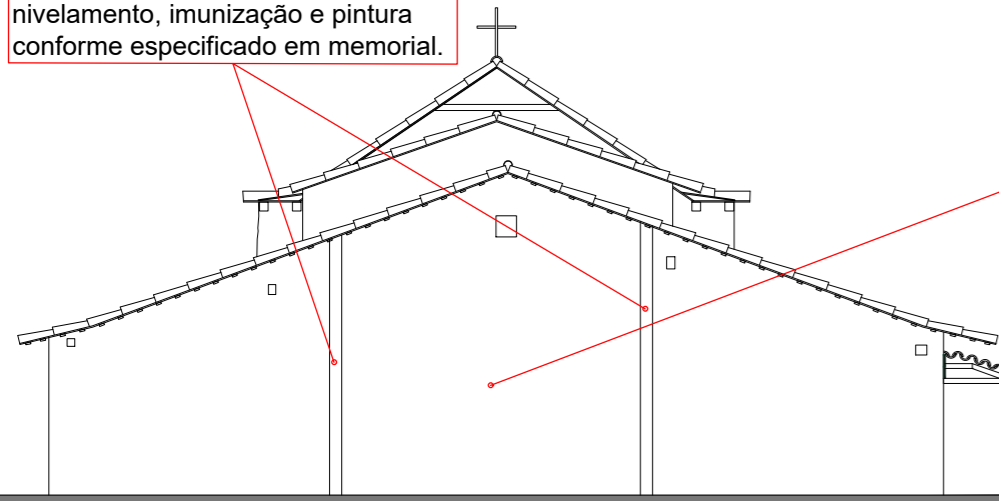 nivelamento, imunização e pintura
conforme especificado em memorial.